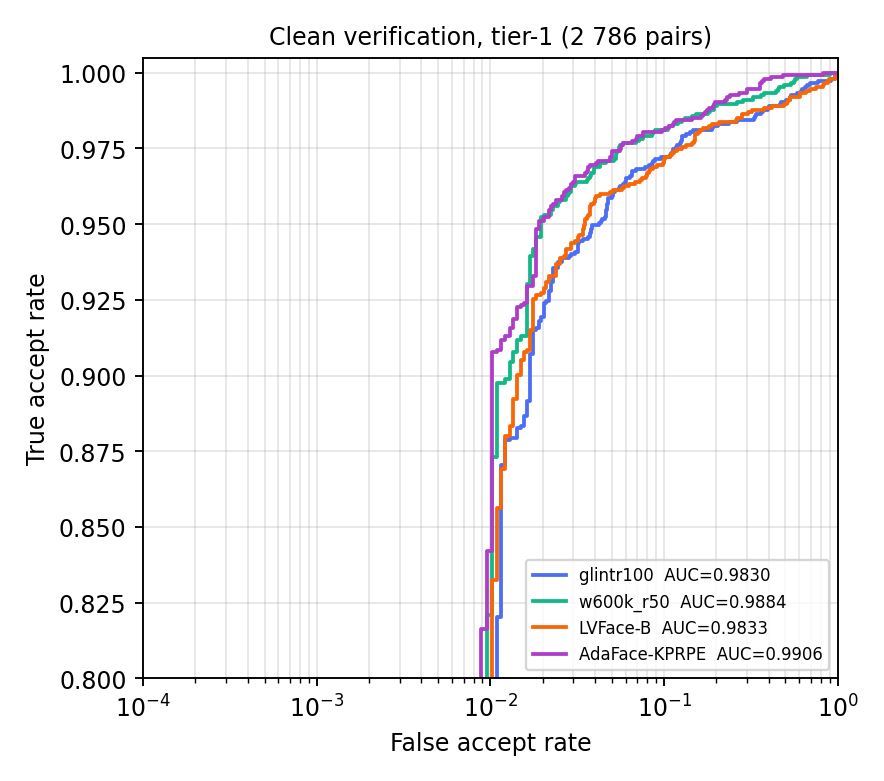 Clean verification, tier-1 (2 786 pairs)
True accept rate
1.000
0.975
0.950
0.925
0.900
0.875
0.850
0.825
0.800
10⁻⁴
10⁻³
10⁻²
10⁻¹
10⁰
False accept rate
glintr100 AUC=0.9830
w600k_r50 AUC=0.9884
LVFace-B AUC=0.9833
AdaFace-KPRPE AUC=0.9906